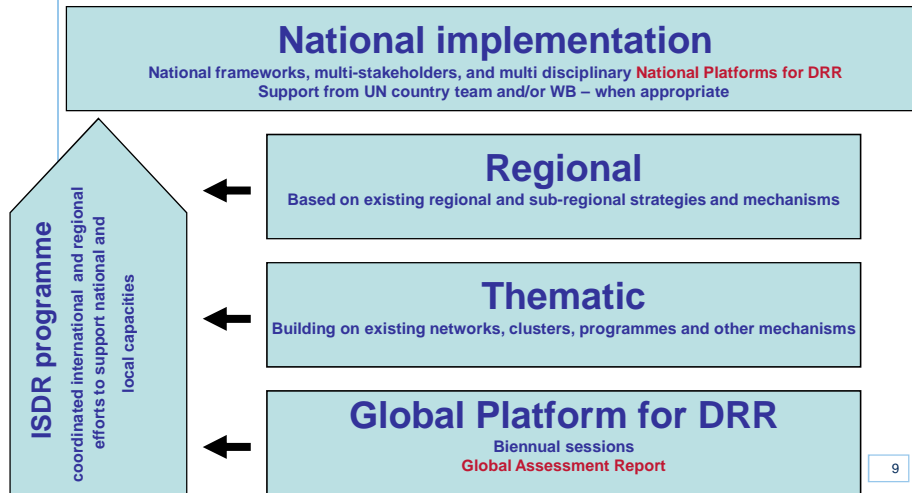 National implementation
National frameworks, multi-stakeholders, and multi disciplinary National Platforms for DRR
Support from UN country team and/or WB – when appropriate
ISDR programme
coordinated international and regional
efforts to support national and
local capacities
Regional
Based on existing regional and sub-regional strategies and mechanisms
Thematic
Building on existing networks, clusters, programmes and other mechanisms
Global Platform for DRR
Biennual sessions
Global Assessment Report
9